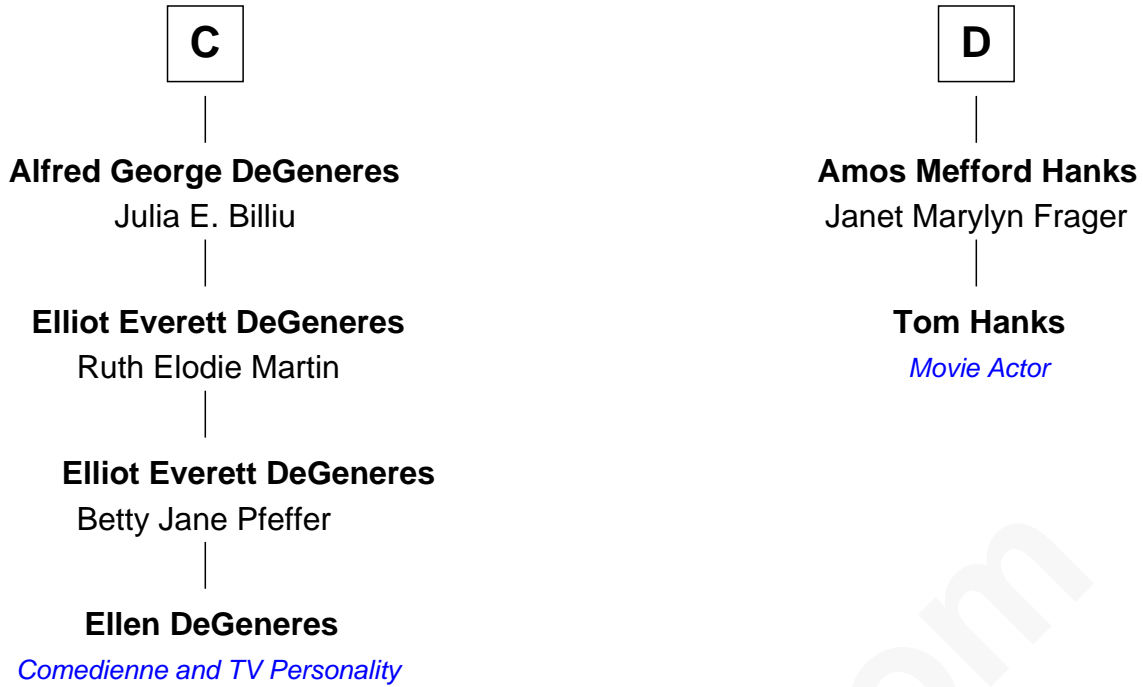 C
Alfred George DeGeneres
Julia E. Billiu
Elliot Everett DeGeneres
Ruth Elodie Martin
Elliot Everett DeGeneres
Betty Jane Pfeffer
Ellen DeGeneres
Comedienne and TV Personality
D
Amos Mefford Hanks
Janet Marylyn Frager
Tom Hanks
Movie Actor
om